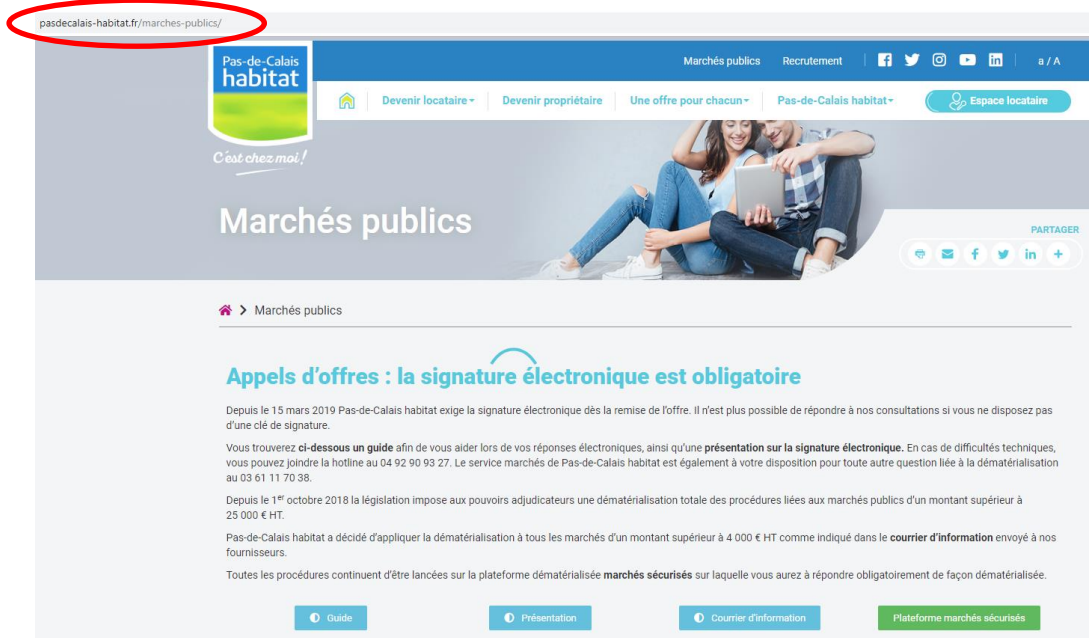 pasdecalais-habitat.fr/marches-publics/
Pas-de-Calais
habitat
C'est chez moi !
Marchés publics
Recrutement
a / A
Devenir locataire
Devenir propriétaire
Une offre pour chacun
Pas-de-Calais habitat
Espace locataire
Marchés publics
PARTAGER
Marchés publics
Appels d'offres : la signature électronique est obligatoire
Depuis le 15 mars 2019 Pas-de-Calais habitat exige la signature électronique dès la remise de l'offre. Il n'est plus possible de répondre à nos consultations si vous ne disposez pas
d'une clé de signature.
Vous trouverez ci-dessous un guide afin de vous aider lors de vos réponses électroniques, ainsi qu'une présentation sur la signature électronique. En cas de difficultés techniques,
vous pouvez joindre la hotline au 04 92 90 93 27. Le service marchés de Pas-de-Calais habitat est également à votre disposition pour toute autre question liée à la dématérialisation
au 03 61 11 70 38.
Depuis le 1er octobre 2018 la législation impose aux pouvoirs adjudicateurs une dématérialisation totale des procédures liées aux marchés publics d'un montant supérieur à
25 000 € HT.
Pas-de-Calais habitat a décidé d'appliquer la dématérialisation à tous les marchés d'un montant supérieur à 4 000 € HT comme indiqué dans le courrier d'information envoyé à nos
fournisseurs.
Toutes les procédures continuent d'être lancées sur la plateforme dématérialisée marchés sécurisés sur laquelle vous aurez à répondre obligatoirement de façon dématérialisée.
Guide
Présentation
Courrier d'information
Plateforme marchés sécurisés